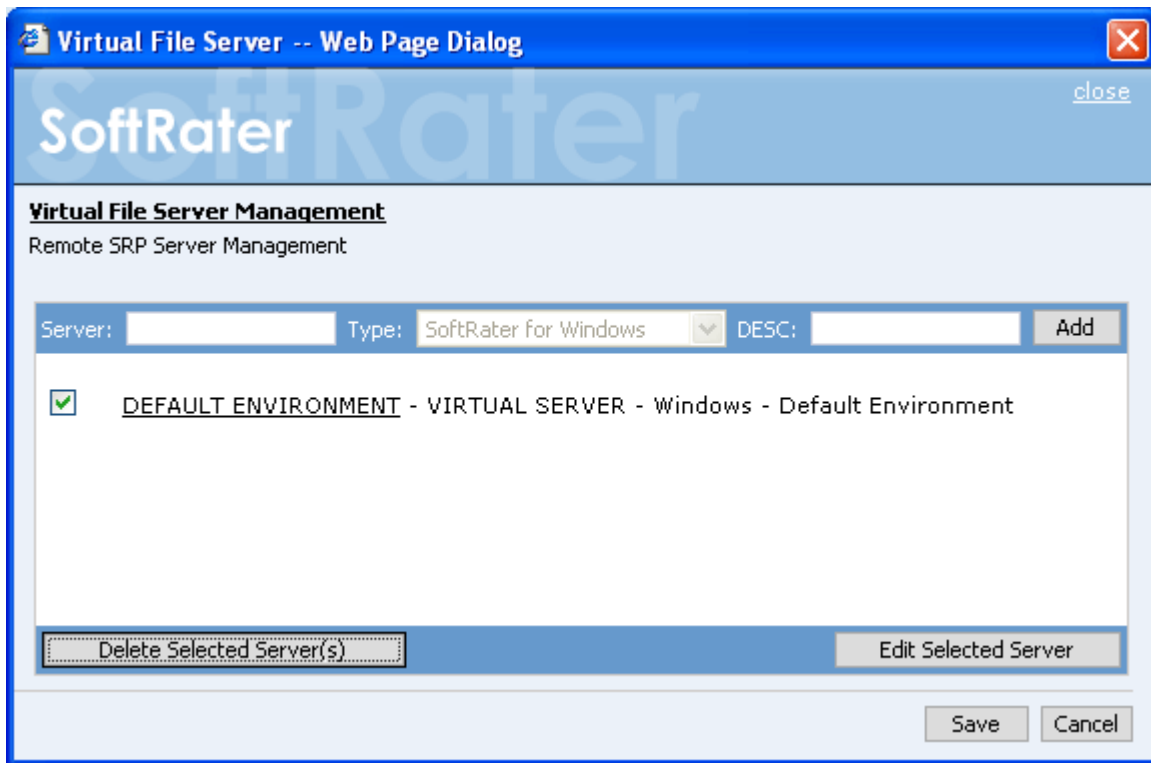 Virtual File Server -- Web Page Dialog
SoftRater
close
SoftRater
Virtual File Server Management
Remote SRP Server Management
Server: Type: SoftRater for Windows DESC: Add
DEFAULT ENVIRONMENT - VIRTUAL SERVER - Windows - Default Environment
Delete Selected Server(s) Edit Selected Server
Save Cancel